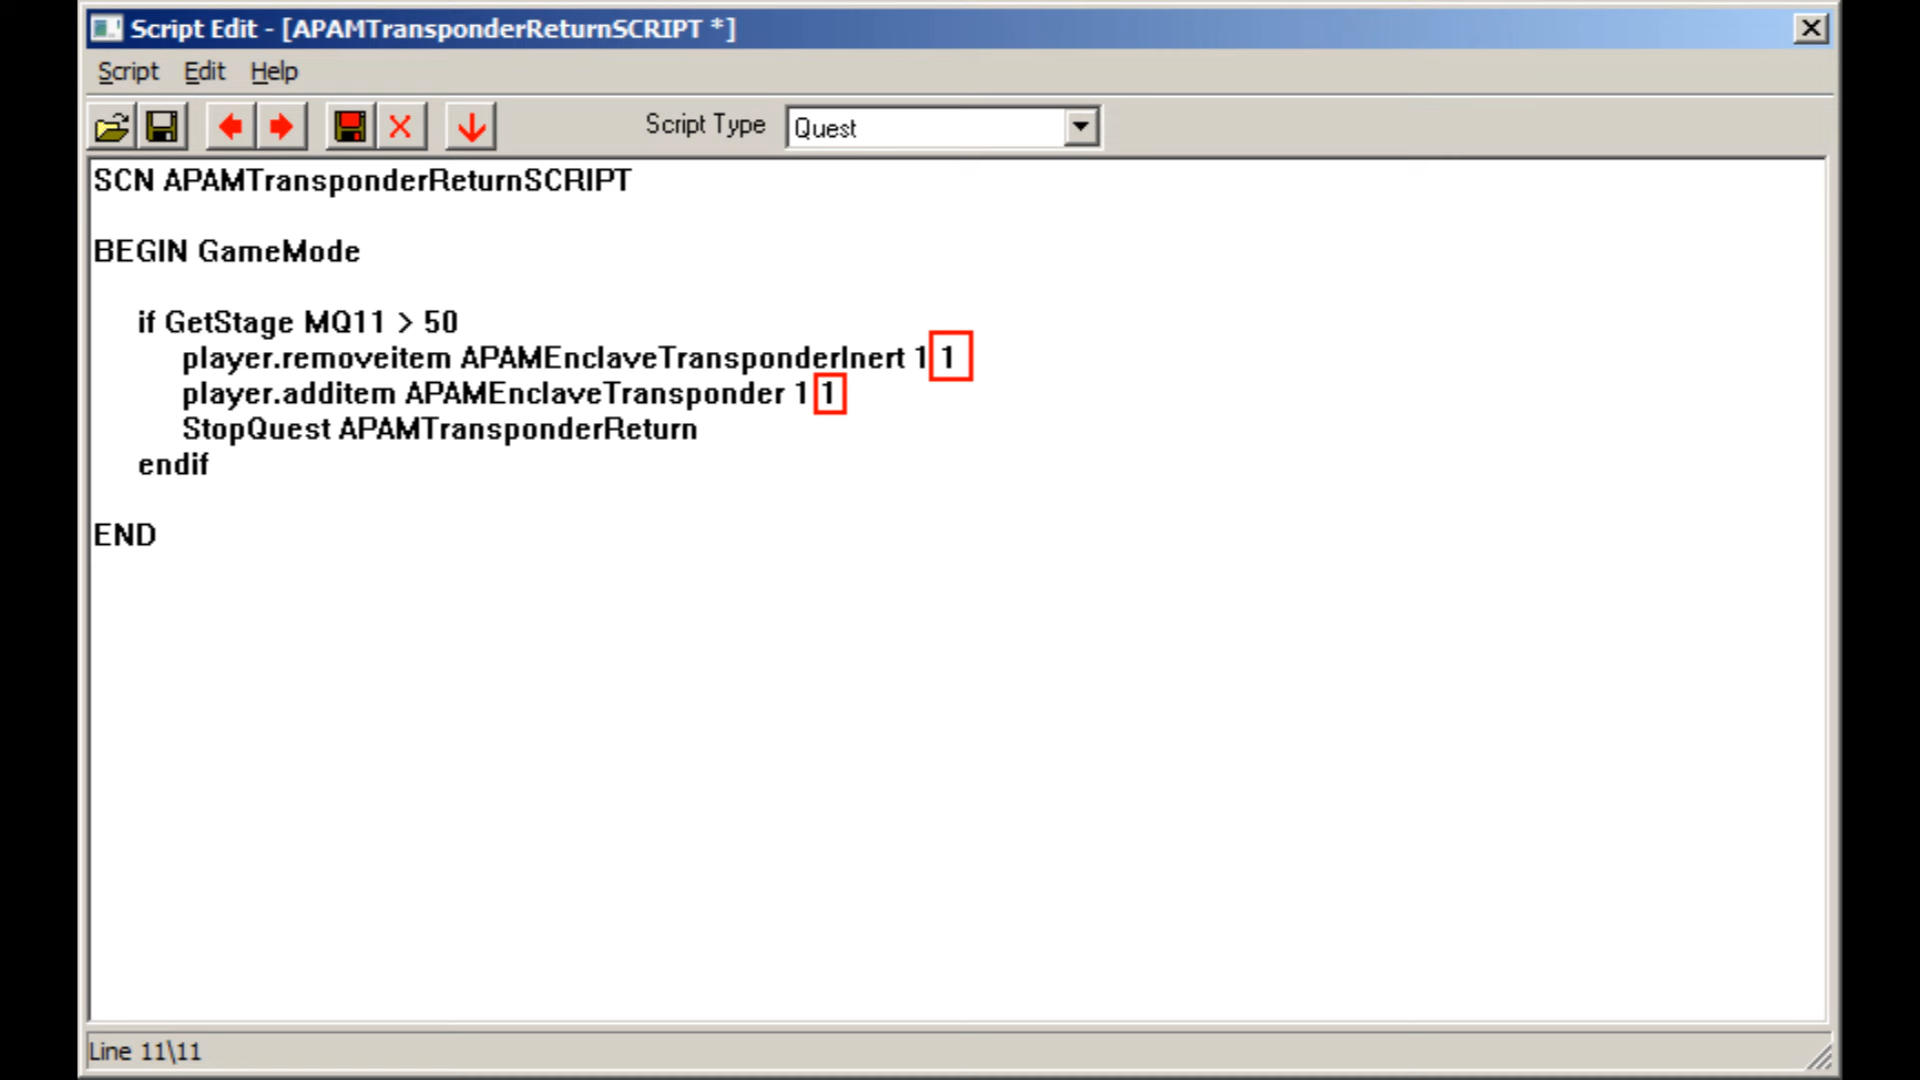 Script Edit - [APAMTransponderReturnSCRIPT *]
Script Edit Help
Script Type Quest
SCN APAMTransponderReturnSCRIPT
BEGIN GameMode
if GetStage MQ11 > 50
player.removeitem APAMEnclaveTransponderInert 1 1
player.additem APAMEnclaveTransponder 1 1
StopQuest APAMTransponderReturn
endif
END
Line 11\11